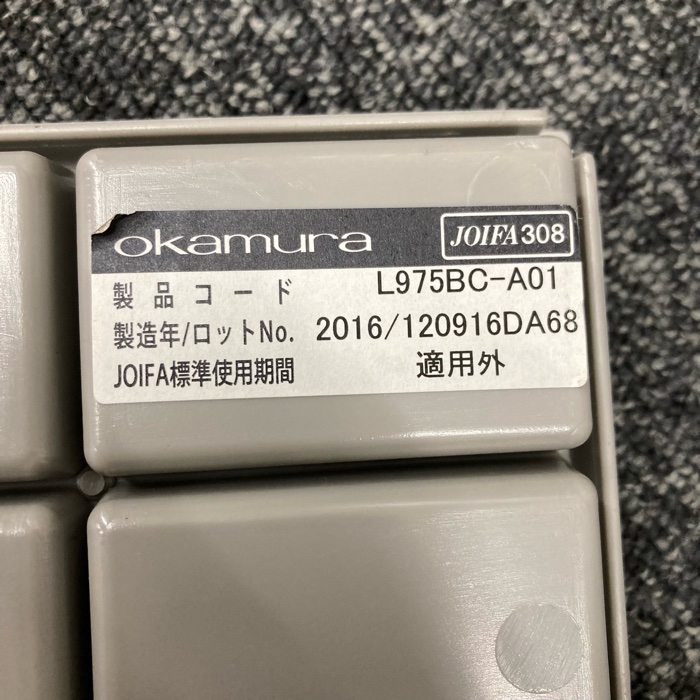 okamura JOIFA308
製品コード L975BC-A01
製造年/ロットNo. 2016/120916DA68
JOIFA標準使用期間 適用外